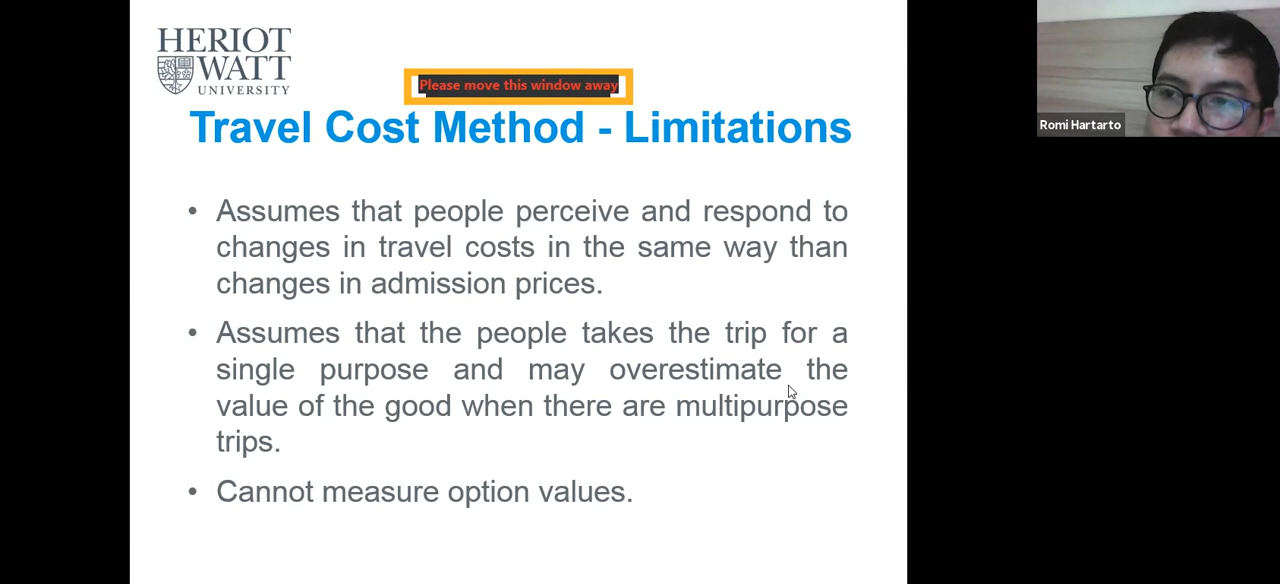 HERIOT
WATT
UNIVERSITY
Please move this window away
Travel Cost Method - Limitations
• Assumes that people perceive and respond to
changes in travel costs in the same way than
changes in admission prices.
• Assumes that the people takes the trip for a
single purpose and may overestimate the
value of the good when there are multipurpose
trips.
• Cannot measure option values.
Romi Hartarto